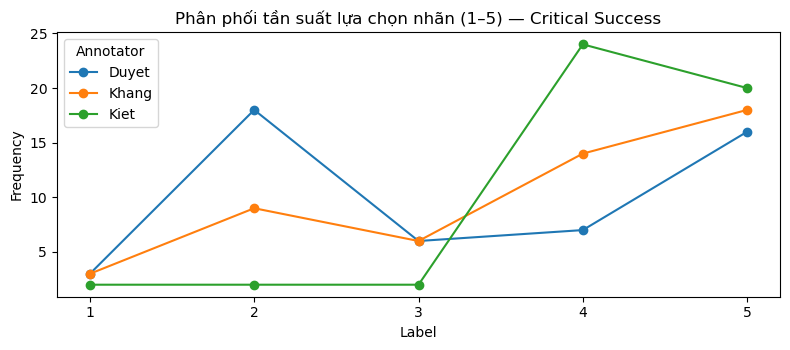 Phân phối tần suất lựa chọn nhãn (1–5) — Critical Success
Annotator
Duyet
Khang
Kiet
Frequency
25
20
15
10
5
1 2 3 4 5
Label